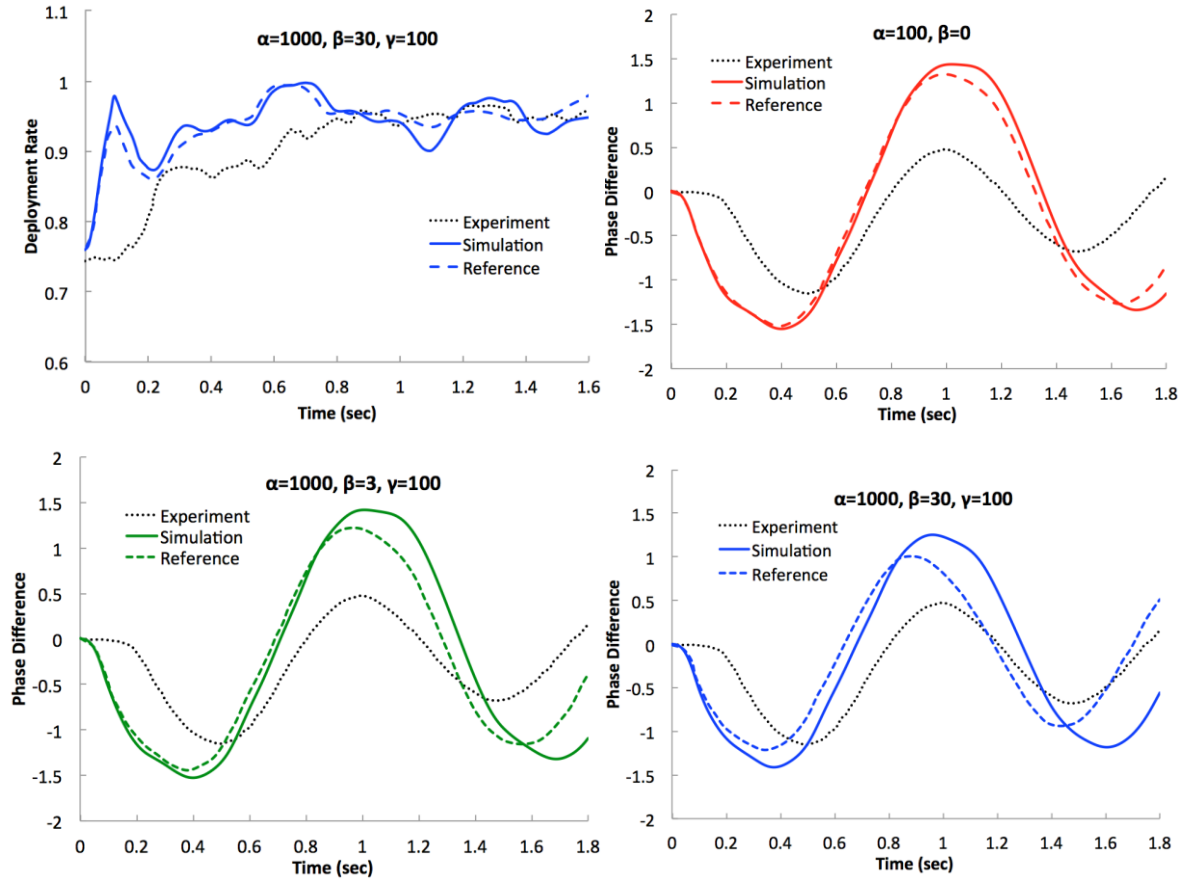 α=1000, β=30, γ=100
Deployment Rate
1.1
1
0.9
0.8
0.7
0.6
Experiment
Simulation
Reference
0 0.2 0.4 0.6 0.8 1 1.2 1.4 1.6
Time (sec)
α=100, β=0
Phase Difference
2
1.5
1
0.5
0
-0.5
-1
-1.5
-2
Experiment
Simulation
Reference
0 0.2 0.4 0.6 0.8 1 1.2 1.4 1.6 1.8
Time (sec)
α=1000, β=3, γ=100
Phase Difference
2
1.5
1
0.5
0
-0.5
-1
-1.5
-2
Experiment
Simulation
Reference
0 0.2 0.4 0.6 0.8 1 1.2 1.4 1.6 1.8
Time (sec)
α=1000, β=30, γ=100
Phase Difference
2
1.5
1
0.5
0
-0.5
-1
-1.5
-2
Experiment
Simulation
Reference
0 0.2 0.4 0.6 0.8 1 1.2 1.4 1.6 1.8
Time (sec)